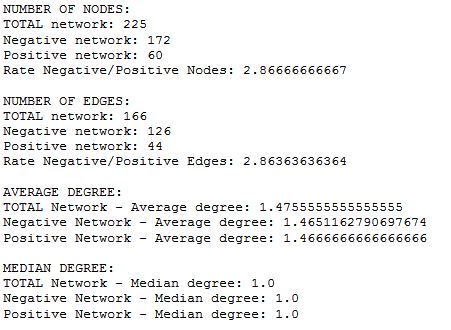 NUMBER OF NODES:
TOTAL network: 225
Negative network: 172
Positive network: 60
Rate Negative/Positive Nodes: 2.86666666667
NUMBER OF EDGES:
TOTAL network: 166
Negative network: 126
Positive network: 44
Rate Negative/Positive Edges: 2.86363636364
AVERAGE DEGREE:
TOTAL Network - Average degree: 1.4755555555555555
Negative Network - Average degree: 1.4651162790697674
Positive Network - Average degree: 1.4666666666666666
MEDIAN DEGREE:
TOTAL Network - Median degree: 1.0
Negative Network - Median degree: 1.0
Positive Network - Median degree: 1.0